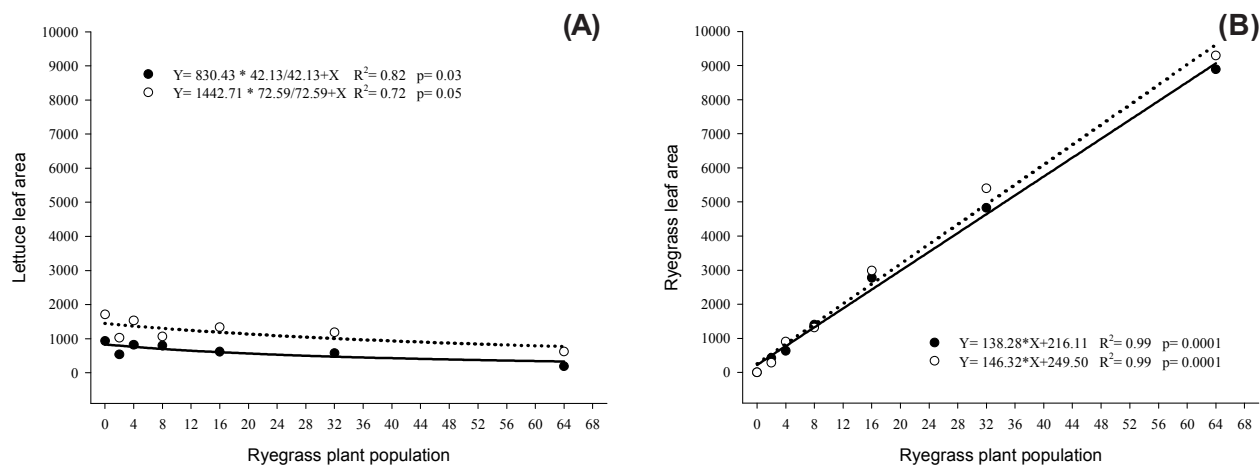 (A)
10000
9000
8000
7000
6000
5000
4000
3000
2000
1000
0
Lettuce leaf area
Y= 830.43 * 42.13/42.13+X R²= 0.82 p= 0.03
Y= 1442.71 * 72.59/72.59+X R²= 0.72 p= 0.05
0 4 8 12 16 20 24 28 32 36 40 44 48 52 56 60 64 68
Ryegrass plant population
(B)
10000
9000
8000
7000
6000
5000
4000
3000
2000
1000
0
Ryegrass leaf area
Y= 138.28*X+216.11 R²= 0.99 p= 0.0001
Y= 146.32*X+249.50 R²= 0.99 p= 0.0001
0 4 8 12 16 20 24 28 32 36 40 44 48 52 56 60 64 68
Ryegrass plant population